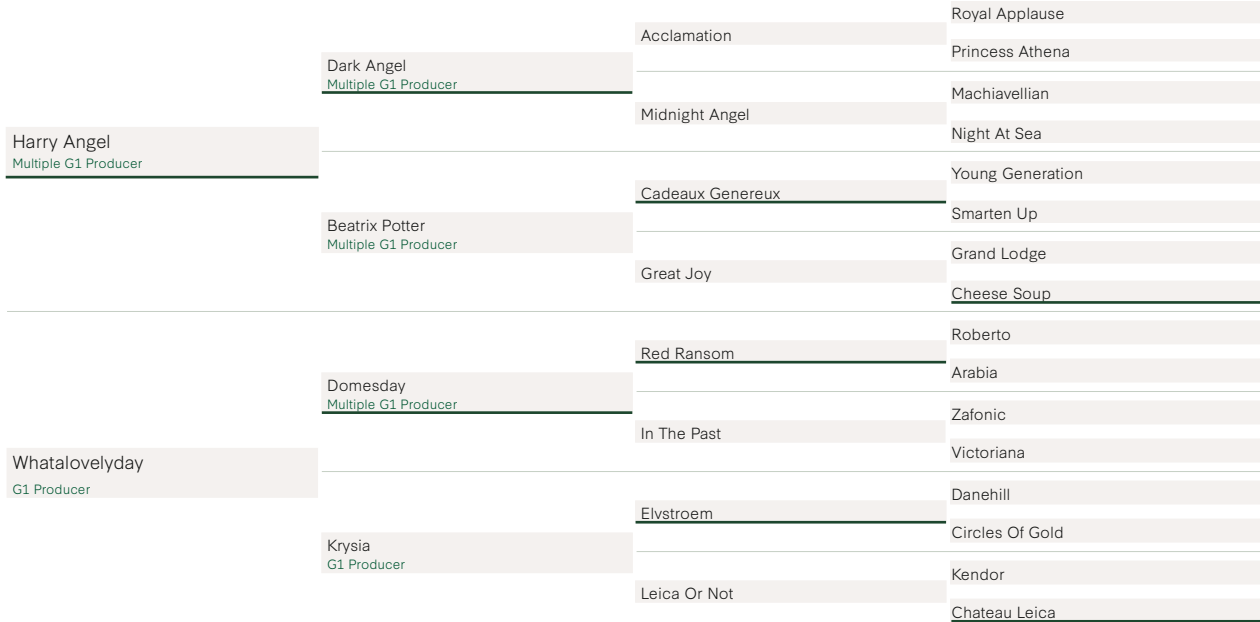 Harry Angel
Multiple G1 Producer
Whatalovelyday
G1 Producer
Dark Angel
Multiple G1 Producer
Beatrix Potter
Multiple G1 Producer
Domesday
Multiple G1 Producer
Krysia
G1 Producer
Acclamation
Midnight Angel
Cadeaux Genereux
Great Joy
Red Ransom
In The Past
Elvstroem
Leica Or Not
Royal Applause
Princess Athena
Machiavellian
Night At Sea
Young Generation
Smarten Up
Grand Lodge
Cheese Soup
Roberto
Arabia
Zafonic
Victoriana
Danehill
Circles Of Gold
Kendor
Chateau Leica